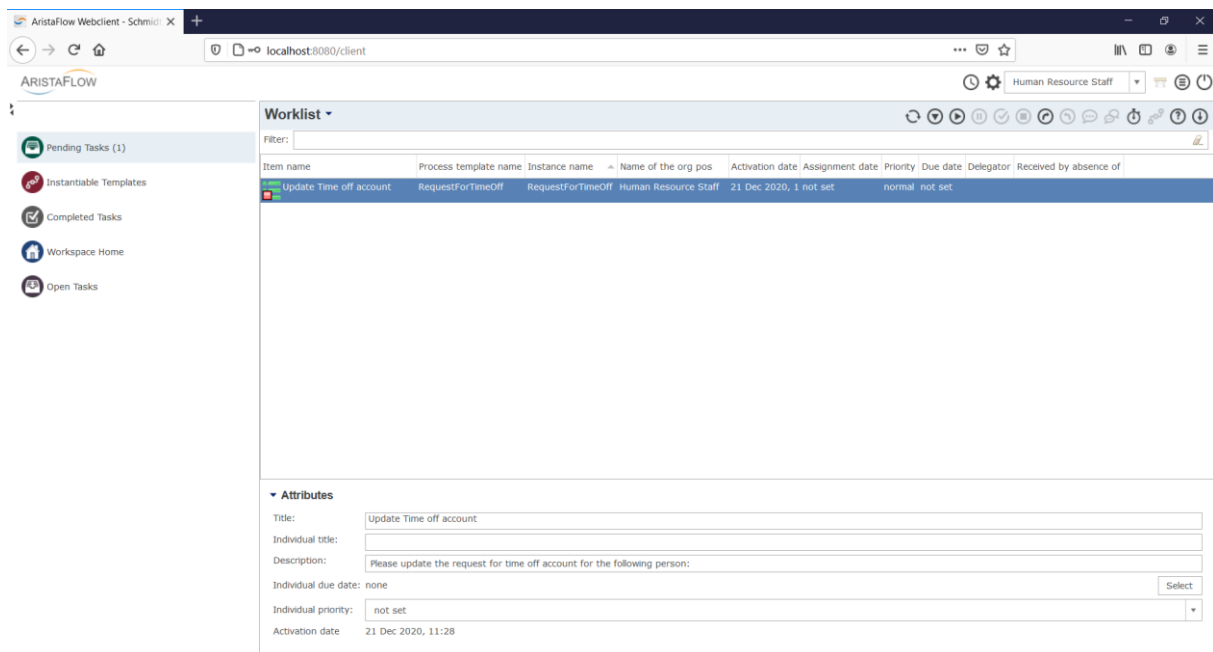 AristaFlow Webclient - Schmid
localhost:8080/client
ARISTAFLOW
Human Resource Staff
Worklist
Pending Tasks (1)
Instantiable Templates
Completed Tasks
Workspace Home
Open Tasks
Filter:
Item name Process template name Instance name Name of the org pos Activation date Assignment date Priority Due date Delegator Received by absence of
Update Time off account RequestForTimeOff RequestForTimeOff Human Resource Staff 21 Dec 2020, 1 not set normal not set
Attributes
Title: Update Time off account
Individual title:
Description: Please update the request for time off account for the following person:
Individual due date: none Select
Individual priority: not set
Activation date 21 Dec 2020, 11:28